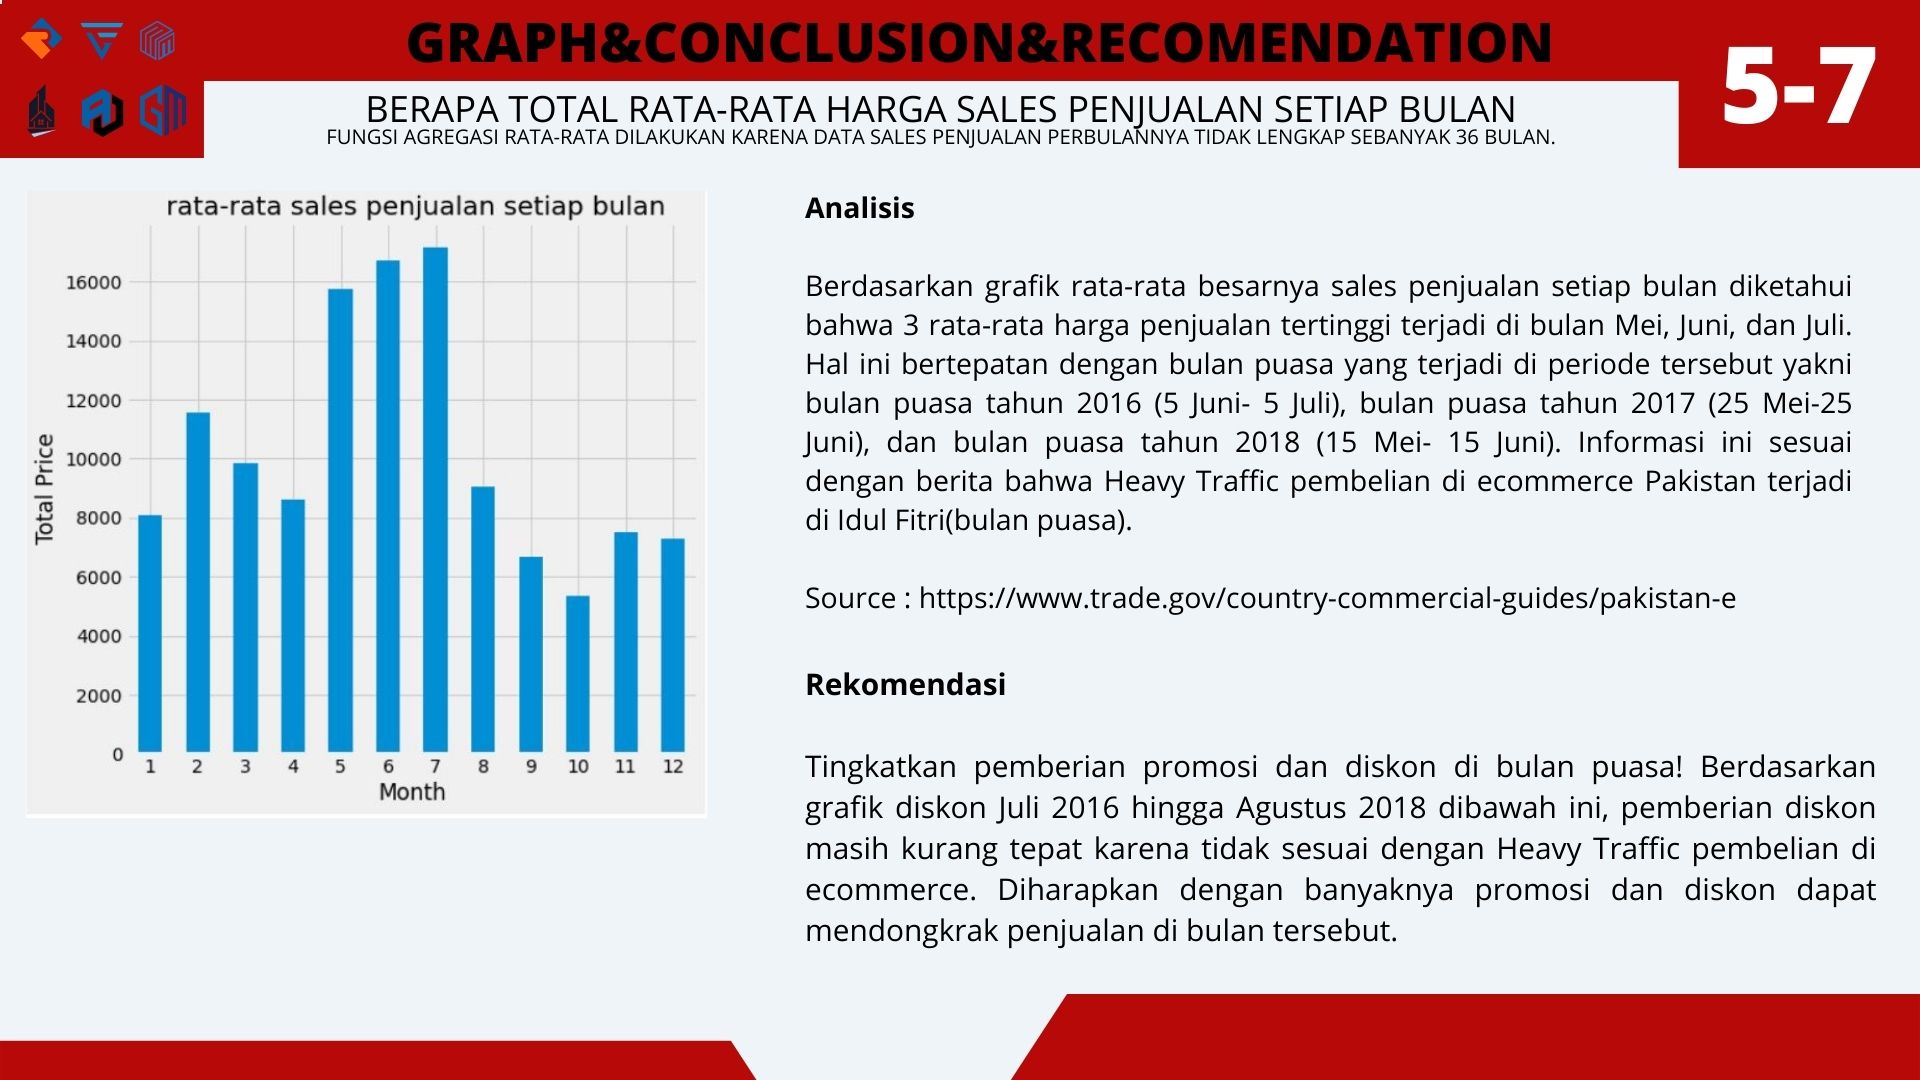 GRAPH&CONCLUSION&RECOMENDATION
5-7
BERAPA TOTAL RATA-RATA HARGA SALES PENJUALAN SETIAP BULAN
FUNGSI AGREGASI RATA-RATA DILAKUKAN KARENA DATA SALES PENJUALAN PERBULANNYA TIDAK LENGKAP SEBANYAK 36 BULAN.
rata-rata sales penjualan setiap bulan
16000
14000
12000
10000
8000
6000
4000
2000
0
Total Price
1 2 3 4 5 6 7 8 9 10 11 12
Month
Analisis
Berdasarkan grafik rata-rata besarnya sales penjualan setiap bulan diketahui
bahwa 3 rata-rata harga penjualan tertinggi terjadi di bulan Mei, Juni, dan Juli.
Hal ini bertepatan dengan bulan puasa yang terjadi di periode tersebut yakni
bulan puasa tahun 2016 (5 Juni- 5 Juli), bulan puasa tahun 2017 (25 Mei-25
Juni), dan bulan puasa tahun 2018 (15 Mei- 15 Juni). Informasi ini sesuai
dengan berita bahwa Heavy Traffic pembelian di ecommerce Pakistan terjadi
di Idul Fitri(bulan puasa).
Source : https://www.trade.gov/country-commercial-guides/pakistan-e
Rekomendasi
Tingkatkan pemberian promosi dan diskon di bulan puasa! Berdasarkan
grafik diskon Juli 2016 hingga Agustus 2018 dibawah ini, pemberian diskon
masih kurang tepat karena tidak sesuai dengan Heavy Traffic pembelian di
ecommerce. Diharapkan dengan banyaknya promosi dan diskon dapat
mendongkrak penjualan di bulan tersebut.